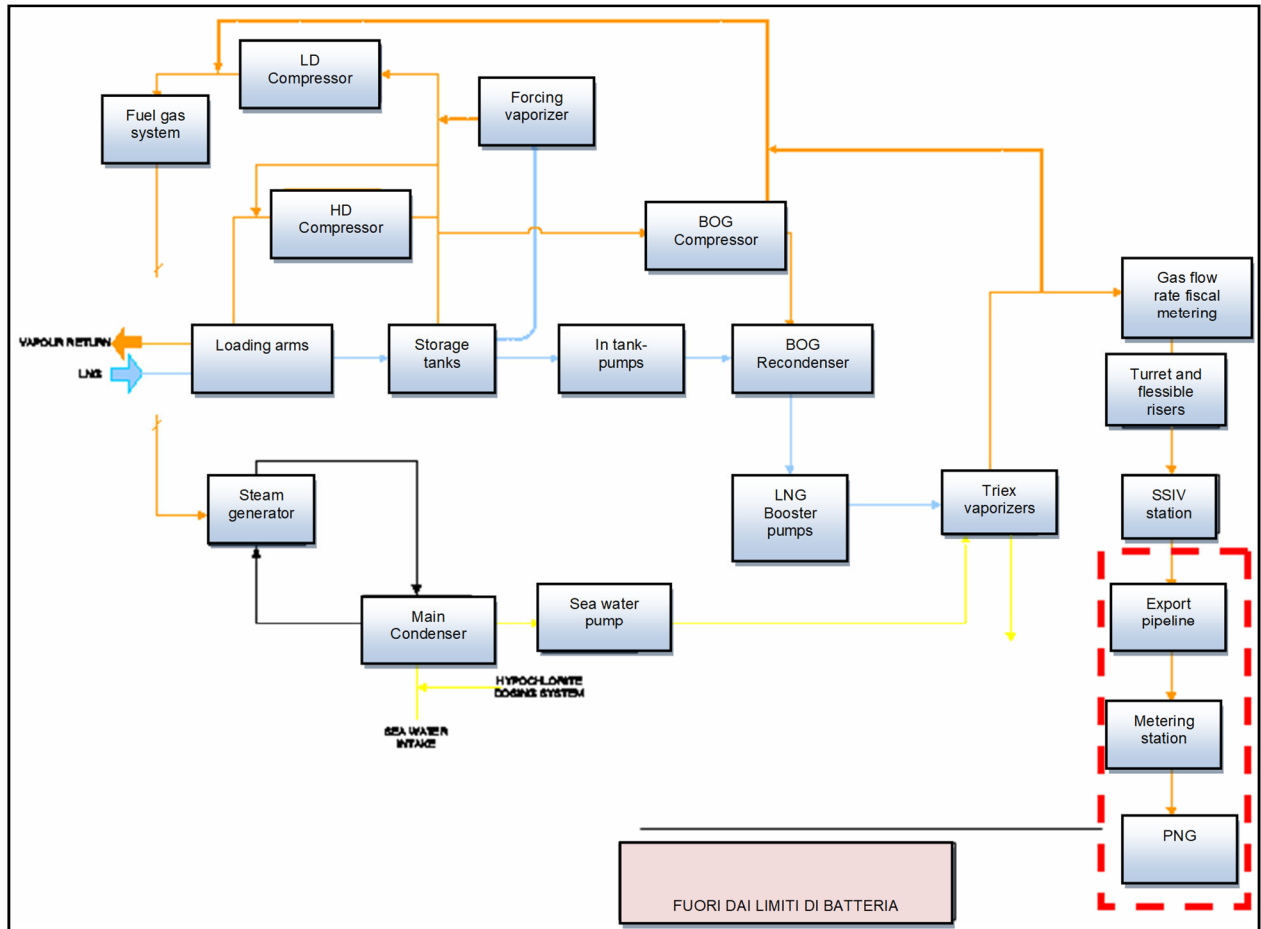 LD
Compressor
Forcing
vaporizer
Fuel gas
system
HD
Compressor
BOG
Compressor
Gas flow
rate fiscal
metering
VAPOUR RETURN
LNG
Loading arms
Storage
tanks
In tank-
pumps
BOG
Recondenser
Turret and
flessible
risers
Steam
generator
LNG
Booster
pumps
Triex
vaporizers
SSIV
station
Main
Condenser
Sea water
pump
Export
pipeline
HYPOCHLORITE
DOSING SYSTEM
SEA WATER
INTAKE
Metering
station
PNG
FUORI DAI LIMITI DI BATTERIA